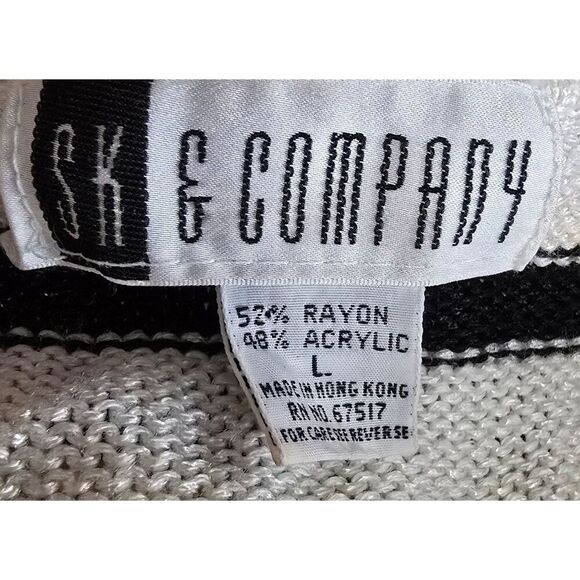 SK & COMPANY
52% RAYON
48% ACRYLIC
L
MADE IN HONG KONG
RN NO. 67517
FOR CARE SEE REVERSE